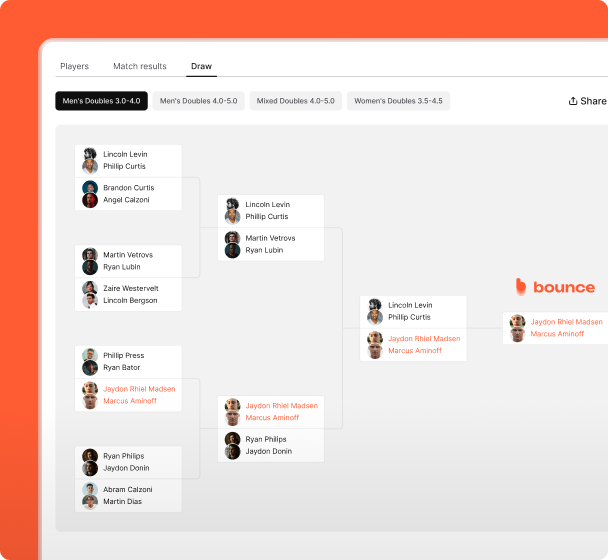 Players
Match results
Draw
Men's Doubles 3.0-4.0
Men's Doubles 4.0-5.0
Mixed Doubles 4.0-5.0
Women's Doubles 3.5-4.5
Share
Lincoln Levin
Phillip Curtis
Brandon Curtis
Angel Calzoni
Martin Vetrovs
Ryan Lubin
Zaire Westervelt
Lincoln Bergson
Phillip Press
Ryan Bator
Jaydon Rhiel Madsen
Marcus Aminoff
Ryan Philips
Jaydon Donin
Abram Calzoni
Martin Dias
Lincoln Levin
Phillip Curtis
Martin Vetrovs
Ryan Lubin
Jaydon Rhiel Madsen
Marcus Aminoff
Ryan Philips
Jaydon Donin
Lincoln Levin
Phillip Curtis
Jaydon Rhiel Madsen
Marcus Aminoff
bounce
Jaydon Rhiel Madsen
Marcus Aminoff